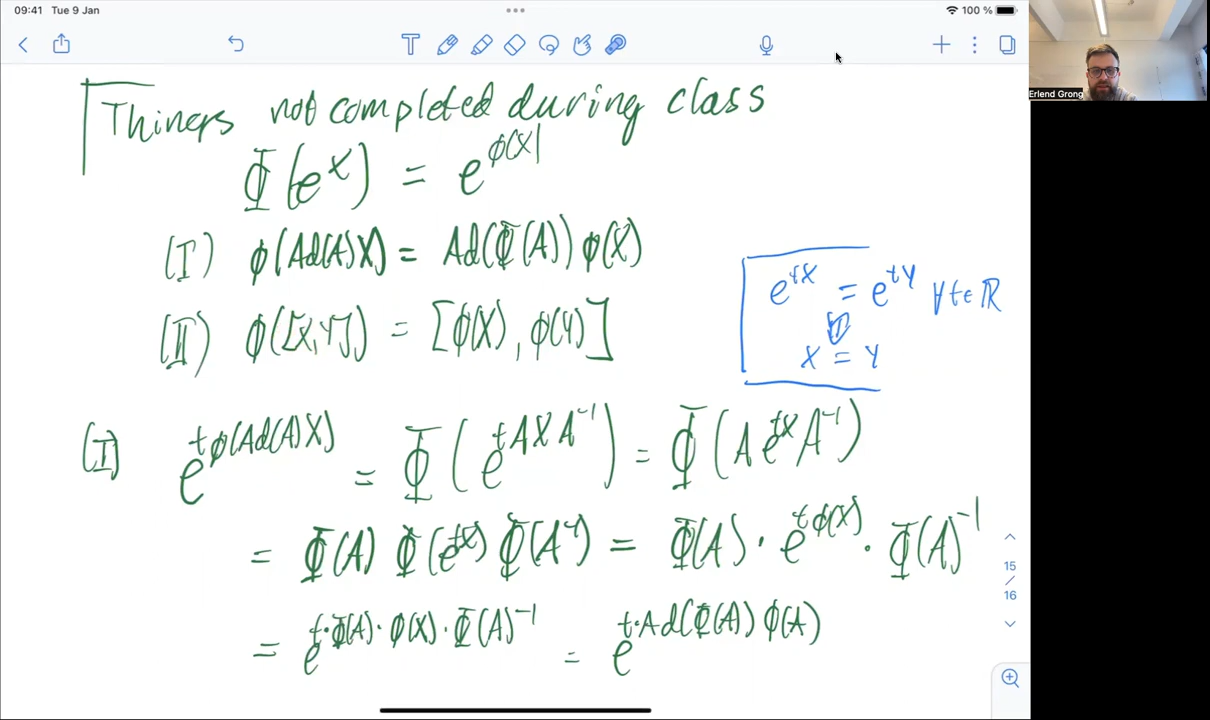 09:41 Tue 9 Jan
100 %
Erlend Grong
Things not completed during class
Φ(e^X) = e^{ϕ(X)}
(I) ϕ(Ad(A)X) = Ad(Φ(A))ϕ(X)
(II) ϕ([X,Y]) = [ϕ(X), ϕ(Y)]
e^{tX} = e^{tY} ∀t∈ℝ
⇓
X = Y
(I) e^{tϕ(Ad(A)X)} = Φ(e^{tAXA^{-1}}) = Φ(Ae^{tX}A^{-1})
= Φ(A) Φ(e^{tX}) Φ(A^{-1}) = Φ(A) · e^{tϕ(X)} · Φ(A)^{-1}
= e^{t·Φ(A)·ϕ(X)·Φ(A)^{-1}} = e^{t·Ad(Φ(A))ϕ(A)}
15
/
16